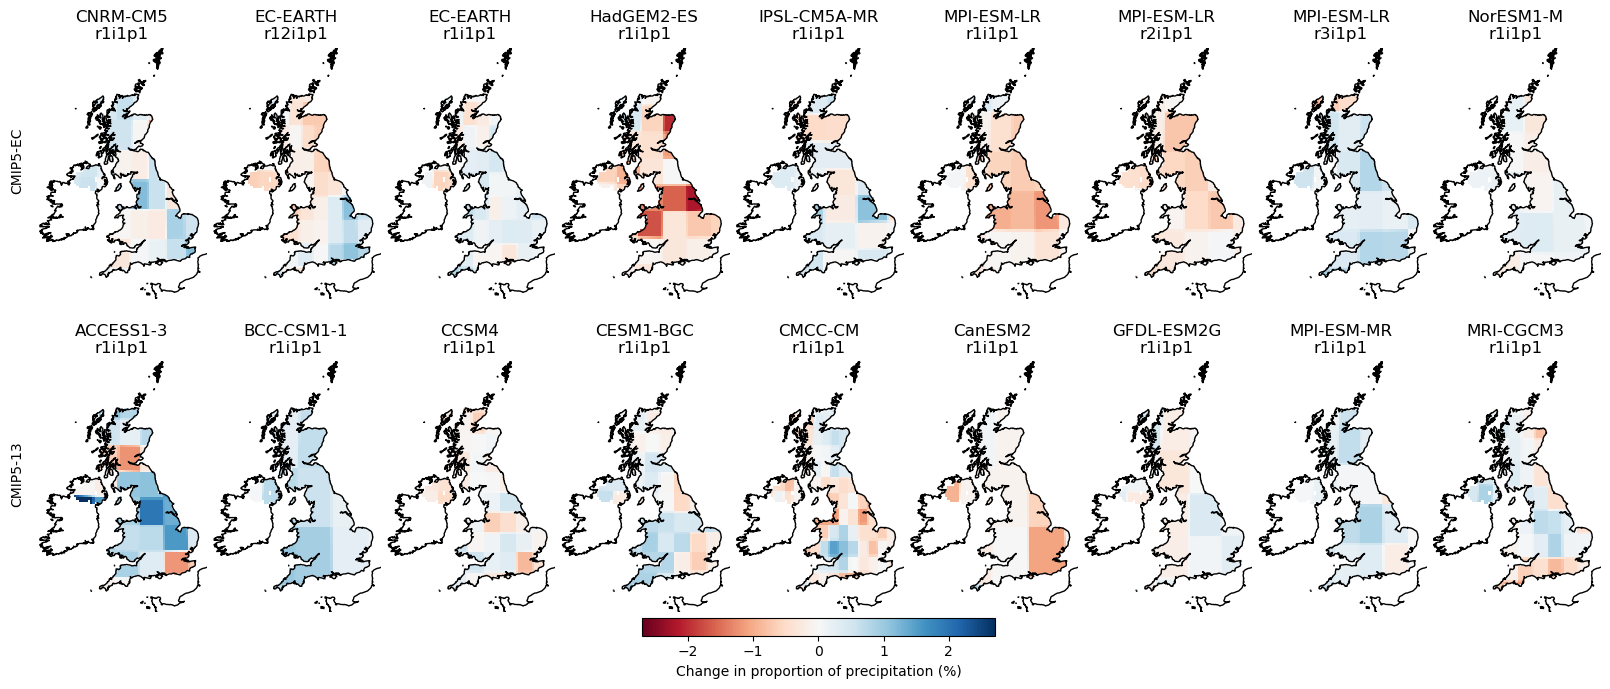 CNRM-CM5
r1i1p1
EC-EARTH
r12i1p1
EC-EARTH
r1i1p1
HadGEM2-ES
r1i1p1
IPSL-CM5A-MR
r1i1p1
MPI-ESM-LR
r1i1p1
MPI-ESM-LR
r2i1p1
MPI-ESM-LR
r3i1p1
NorESM1-M
r1i1p1
CMIP5-EC
ACCESS1-3
r1i1p1
BCC-CSM1-1
r1i1p1
CCSM4
r1i1p1
CESM1-BGC
r1i1p1
CMCC-CM
r1i1p1
CanESM2
r1i1p1
GFDL-ESM2G
r1i1p1
MPI-ESM-MR
r1i1p1
MRI-CGCM3
r1i1p1
CMIP5-13
−2 −1 0 1 2
Change in proportion of precipitation (%)